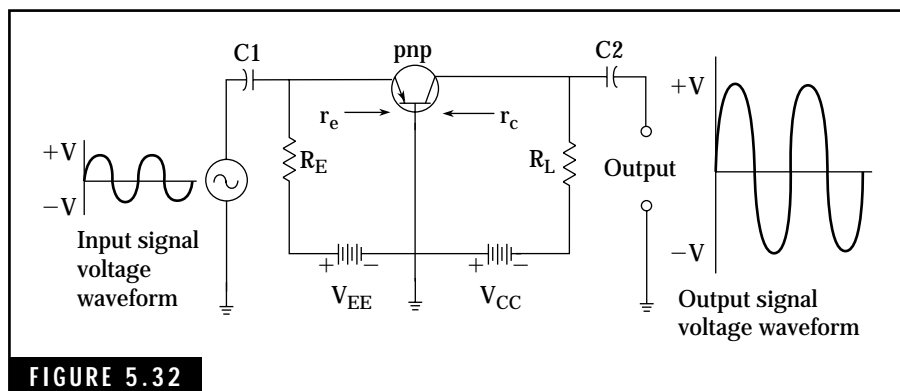 C1
pnp
C2
+V
−V
Input signal
voltage
waveform
R_E
r_e
r_c
R_L
Output
+ −
V_EE
+ −
V_CC
+V
−V
Output signal
voltage waveform
FIGURE 5.32